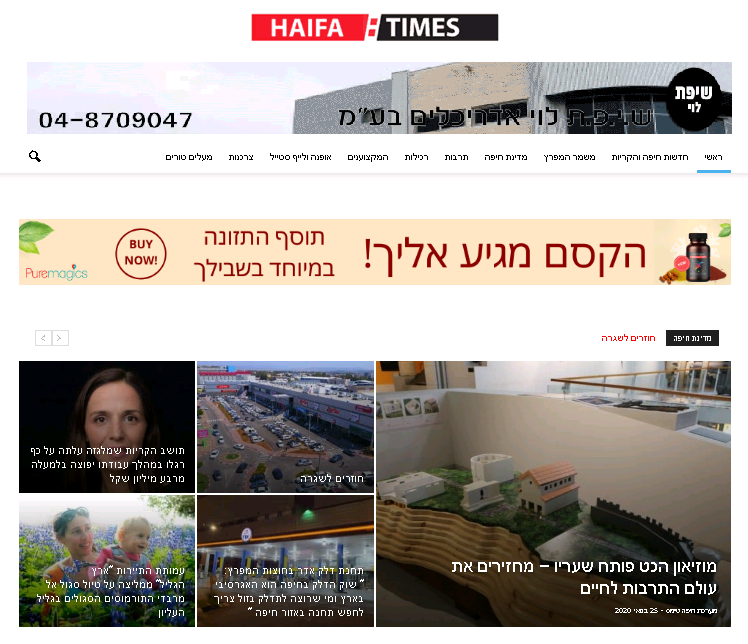 HAIFA TIMES
שיפת
לוי
ש.י.פ.ת לוי אדריכלים בע"מ
04-8709047
ראשי
חדשות חיפה והקריות
משמר המפרץ
מדינת חיפה
תרבות
רכילות
המקצוענים
אופנה ולייף סטייל
צרכנות
מעלים טורים
הקסם מגיע אליך!
תוסף התזונה
במיוחד בשבילך
BUY
NOW!
Puremagics
מדינת חיפה
חוזרים לשגרה
מוזיאון הכט פותח שעריו – מחזירים את
עולם התרבות לחיים
מערכת חיפה טיימס - 25 במאי 2020
חוזרים לשגרה
תושב הקריות שמלגזה עלתה על כף
רגלו במהלך עבודתו יפוצה בלמעלה
מרבע מיליון שקל
תחנת דלק אדר בחוצות המפרץ:
" שוק הדלק בחיפה הוא האגרסיבי
בארץ ומי שרוצה לתדלק בזול צריך
לחפש תחנה באזור חיפה "
עמותת התיירות "ארץ
הגליל" ממליצה על טיול סגול אל
מרבדי התורמוסים הסגולים בגליל
העליון